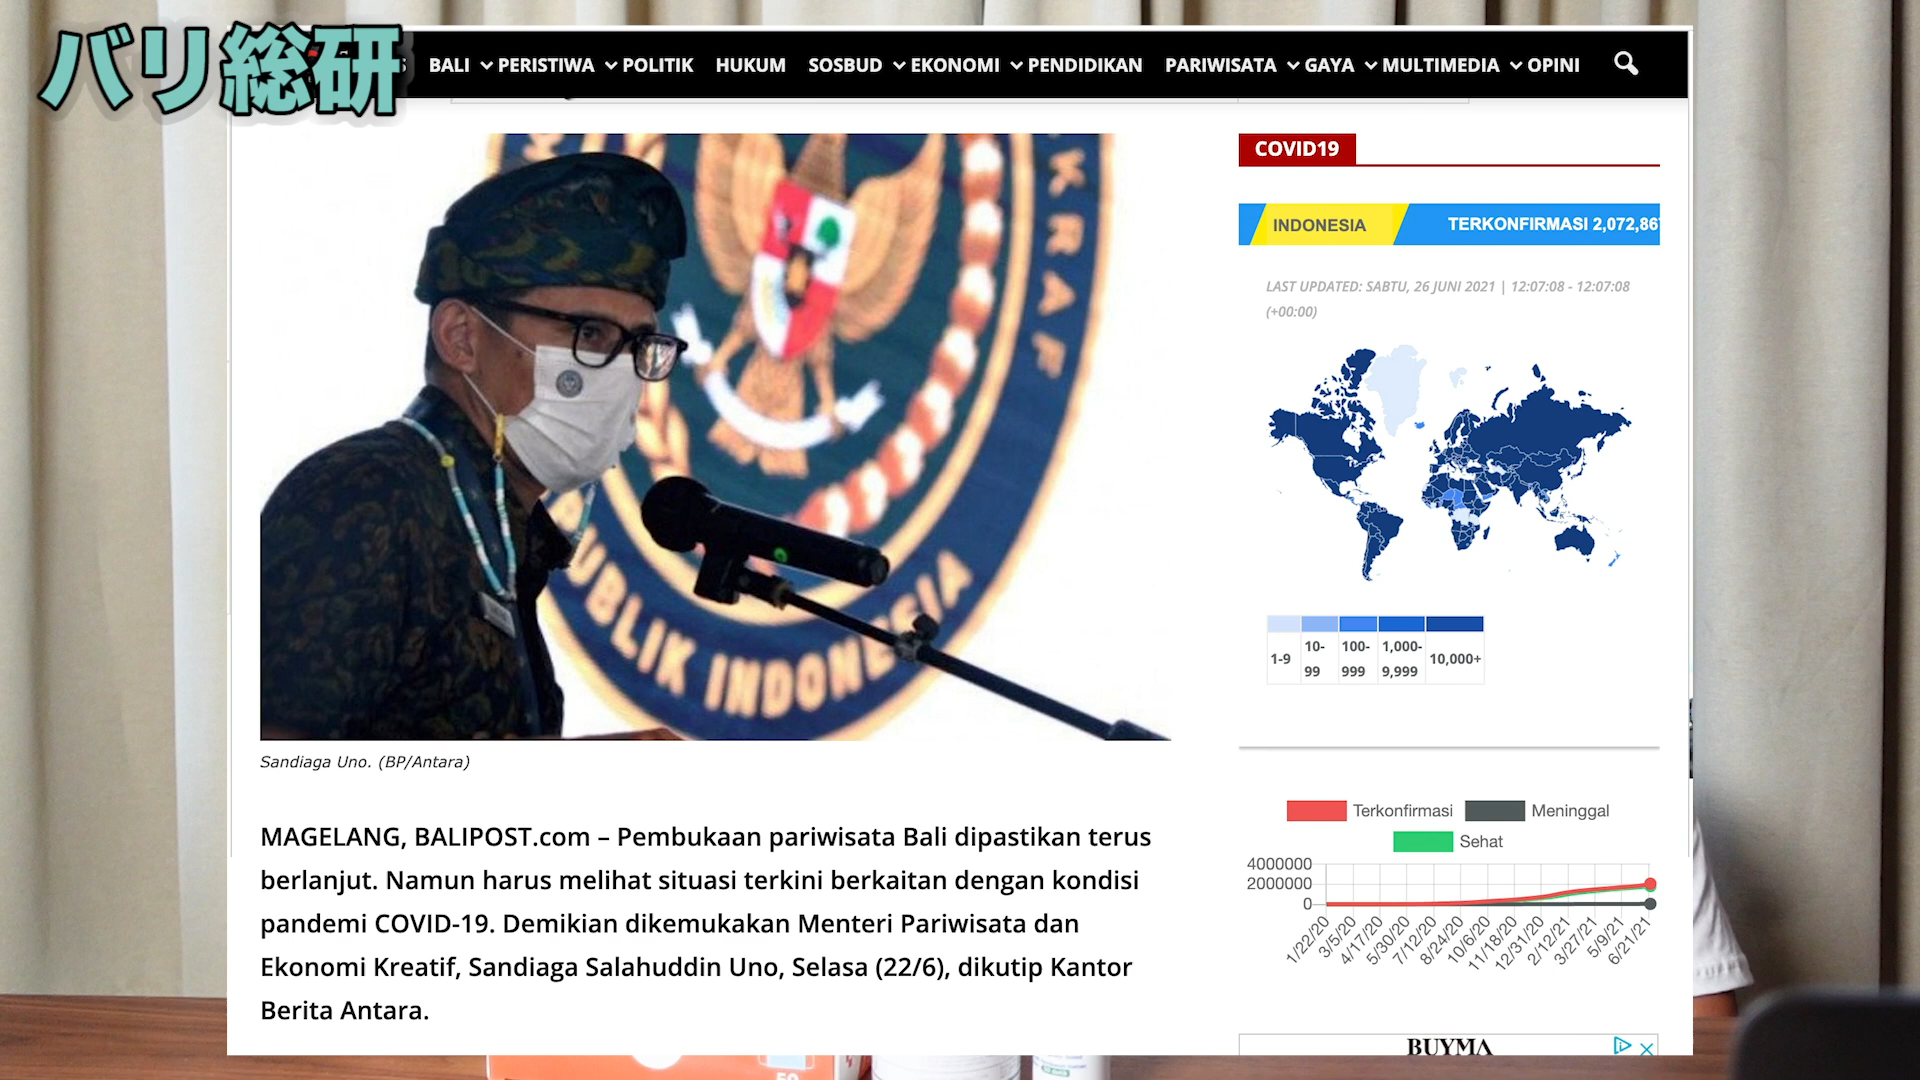 バリ総研
BALI PERISTIWA POLITIK HUKUM SOSBUD EKONOMI PENDIDIKAN PARIWISATA GAYA MULTIMEDIA OPINI
KRAF
UBLIK INDONESIA
Sandiaga Uno. (BP/Antara)
MAGELANG, BALIPOST.com – Pembukaan pariwisata Bali dipastikan terus
berlanjut. Namun harus melihat situasi terkini berkaitan dengan kondisi
pandemi COVID-19. Demikian dikemukakan Menteri Pariwisata dan
Ekonomi Kreatif, Sandiaga Salahuddin Uno, Selasa (22/6), dikutip Kantor
Berita Antara.
COVID19
INDONESIA TERKONFIRMASI 2,072,867
LAST UPDATED: SABTU, 26 JUNI 2021 | 12:07:08 - 12:07:08
(+00:00)
1-9 10-99 100-999 1,000-9,999 10,000+
Terkonfirmasi Meninggal
Sehat
4000000
2000000
0
1/22/20 3/5/20 4/17/20 5/30/20 7/12/20 8/24/20 10/6/20 11/18/20 12/31/20 2/12/21 3/27/21 5/9/21 6/21/21
BUYMA
50